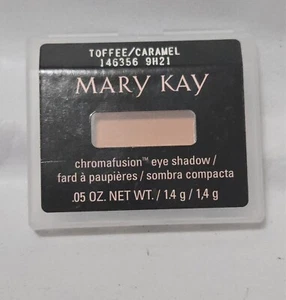 TOFFEE/CARAMEL
146356 9H21
MARY KAY
chromafusion™ eye shadow /
fard à paupières / sombra compacta
.05 OZ. NET WT. / 1.4 g / 1,4 g